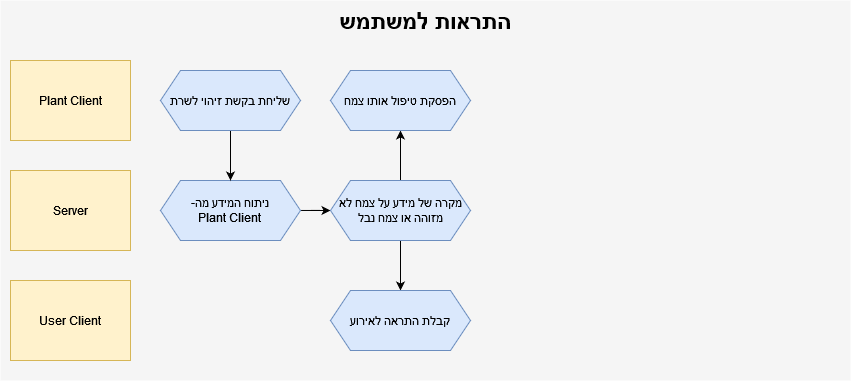 התראות למשתמש
Plant Client
שליחת בקשת זיהוי לשרת
הפסקת טיפול אותו צמח
Server
ניתוח המידע מה-
Plant Client
מקרה של מידע על צמח לא
מזוהה או צמח נבל
User Client
קבלת התראה לאירוע